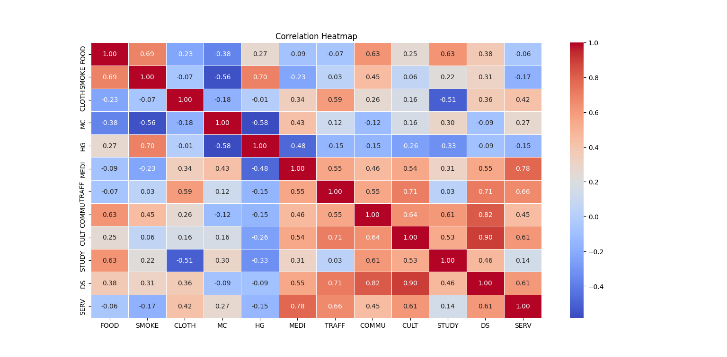 Correlation Heatmap
FOOD 1.00 0.69 -0.23 -0.38 0.27 -0.09 -0.07 0.63 0.25 0.63 0.38 -0.06
SMOKE 0.69 1.00 -0.07 -0.56 0.70 -0.23 0.03 0.45 0.06 0.22 0.31 -0.17
CLOTH -0.23 -0.07 1.00 -0.18 -0.01 0.34 0.59 0.26 0.16 -0.51 0.36 0.42
MC -0.38 -0.56 -0.18 1.00 -0.58 0.43 0.12 -0.12 0.16 0.30 -0.09 0.27
HG 0.27 0.70 0.01 -0.58 1.00 -0.48 -0.15 -0.15 -0.26 -0.33 -0.09 -0.15
MEDI -0.09 -0.23 0.34 0.43 -0.48 1.00 0.55 0.46 0.54 0.31 0.55 0.78
TRAFF -0.07 0.03 0.59 0.12 -0.15 0.55 1.00 0.55 0.71 0.03 0.71 0.66
COMMU 0.63 0.45 0.26 -0.12 -0.15 0.46 0.55 1.00 0.64 0.61 0.82 0.45
CULT 0.25 0.06 0.16 0.16 -0.26 0.54 0.71 0.64 1.00 0.53 0.90 0.61
STUDY 0.63 0.22 -0.51 0.30 -0.33 0.31 0.03 0.61 0.53 1.00 0.46 0.14
DS 0.38 0.31 0.36 -0.09 -0.09 0.55 0.71 0.82 0.90 0.46 1.00 0.61
SERV -0.06 -0.17 0.42 0.27 -0.15 0.78 0.66 0.45 0.61 0.14 0.61 1.00
FOOD SMOKE CLOTH MC HG MEDI TRAFF COMMU CULT STUDY DS SERV
1.0
0.8
0.6
0.4
0.2
0.0
-0.2
-0.4